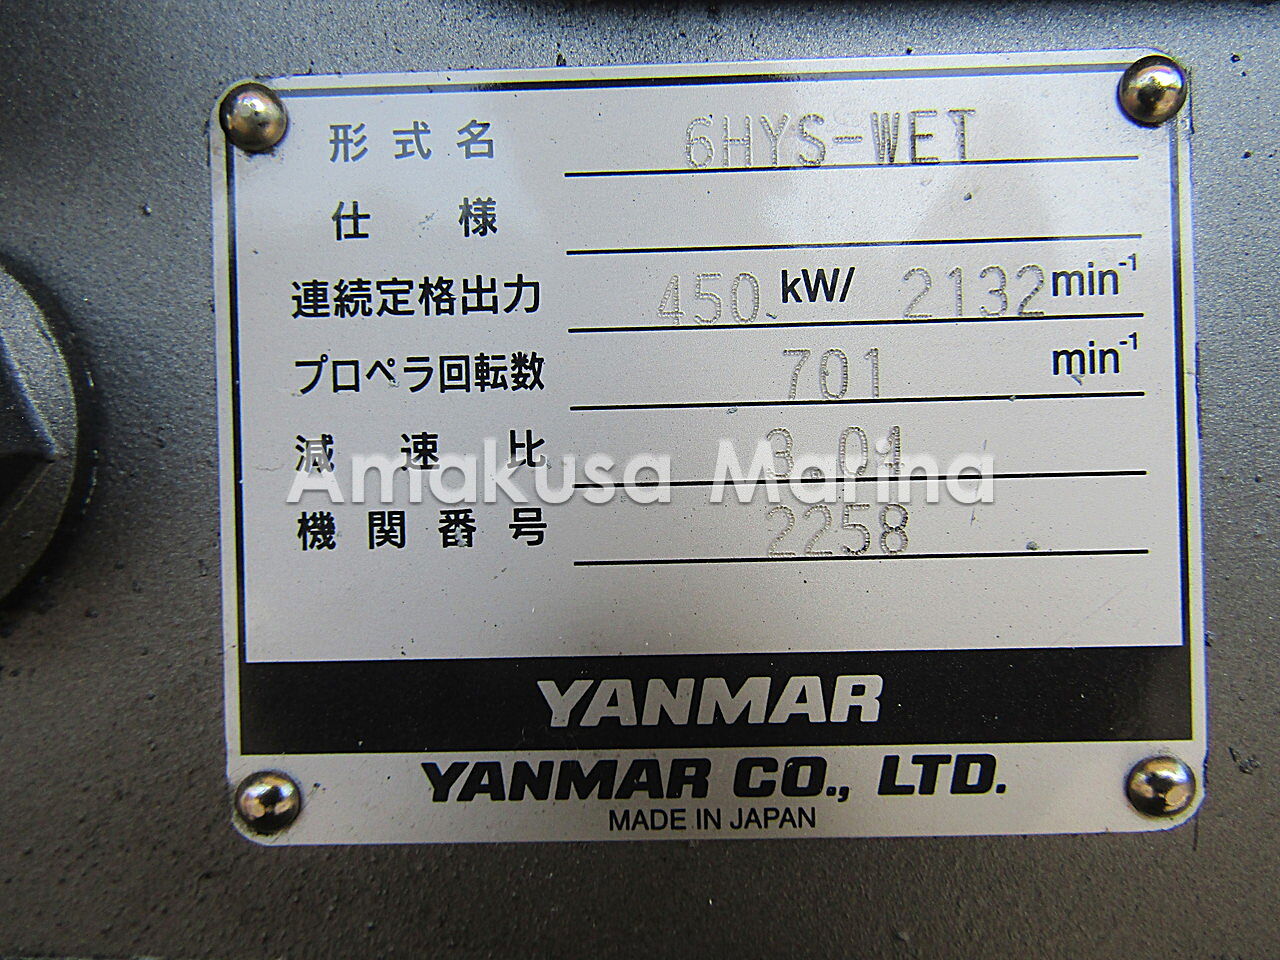 形式名 6HYS-WET
仕様
連続定格出力 450 kW/ 2132 min⁻¹
プロペラ回転数 701 min⁻¹
減速比 3.04
Amakusa Marina
機関番号 2258
YANMAR
YANMAR CO., LTD.
MADE IN JAPAN